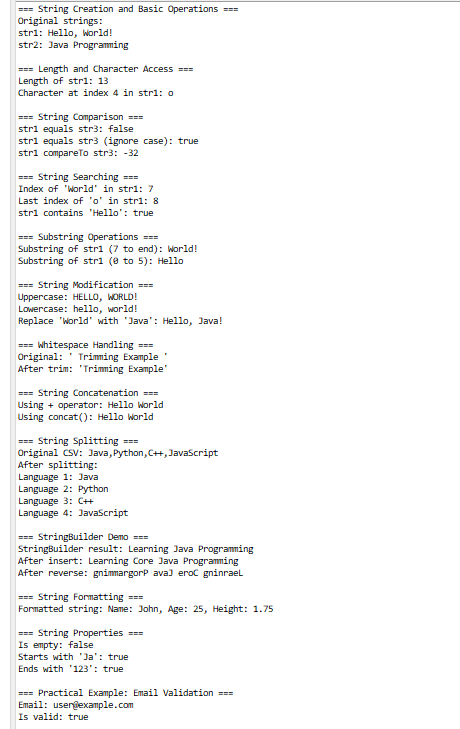 === String Creation and Basic Operations ===
Original strings:
str1: Hello, World!
str2: Java Programming
=== Length and Character Access ===
Length of str1: 13
Character at index 4 in str1: o
=== String Comparison ===
str1 equals str3: false
str1 equals str3 (ignore case): true
str1 compareTo str3: -32
=== String Searching ===
Index of 'World' in str1: 7
Last index of 'o' in str1: 8
str1 contains 'Hello': true
=== Substring Operations ===
Substring of str1 (7 to end): World!
Substring of str1 (0 to 5): Hello
=== String Modification ===
Uppercase: HELLO, WORLD!
Lowercase: hello, world!
Replace 'World' with 'Java': Hello, Java!
=== Whitespace Handling ===
Original: ' Trimming Example '
After trim: 'Trimming Example'
=== String Concatenation ===
Using + operator: Hello World
Using concat(): Hello World
=== String Splitting ===
Original CSV: Java,Python,C++,JavaScript
After splitting:
Language 1: Java
Language 2: Python
Language 3: C++
Language 4: JavaScript
=== StringBuilder Demo ===
StringBuilder result: Learning Java Programming
After insert: Learning Core Java Programming
After reverse: gnimmargorP avaJ eroC gninraeL
=== String Formatting ===
Formatted string: Name: John, Age: 25, Height: 1.75
=== String Properties ===
Is empty: false
Starts with 'Ja': true
Ends with '123': true
=== Practical Example: Email Validation ===
Email: user@example.com
Is valid: true